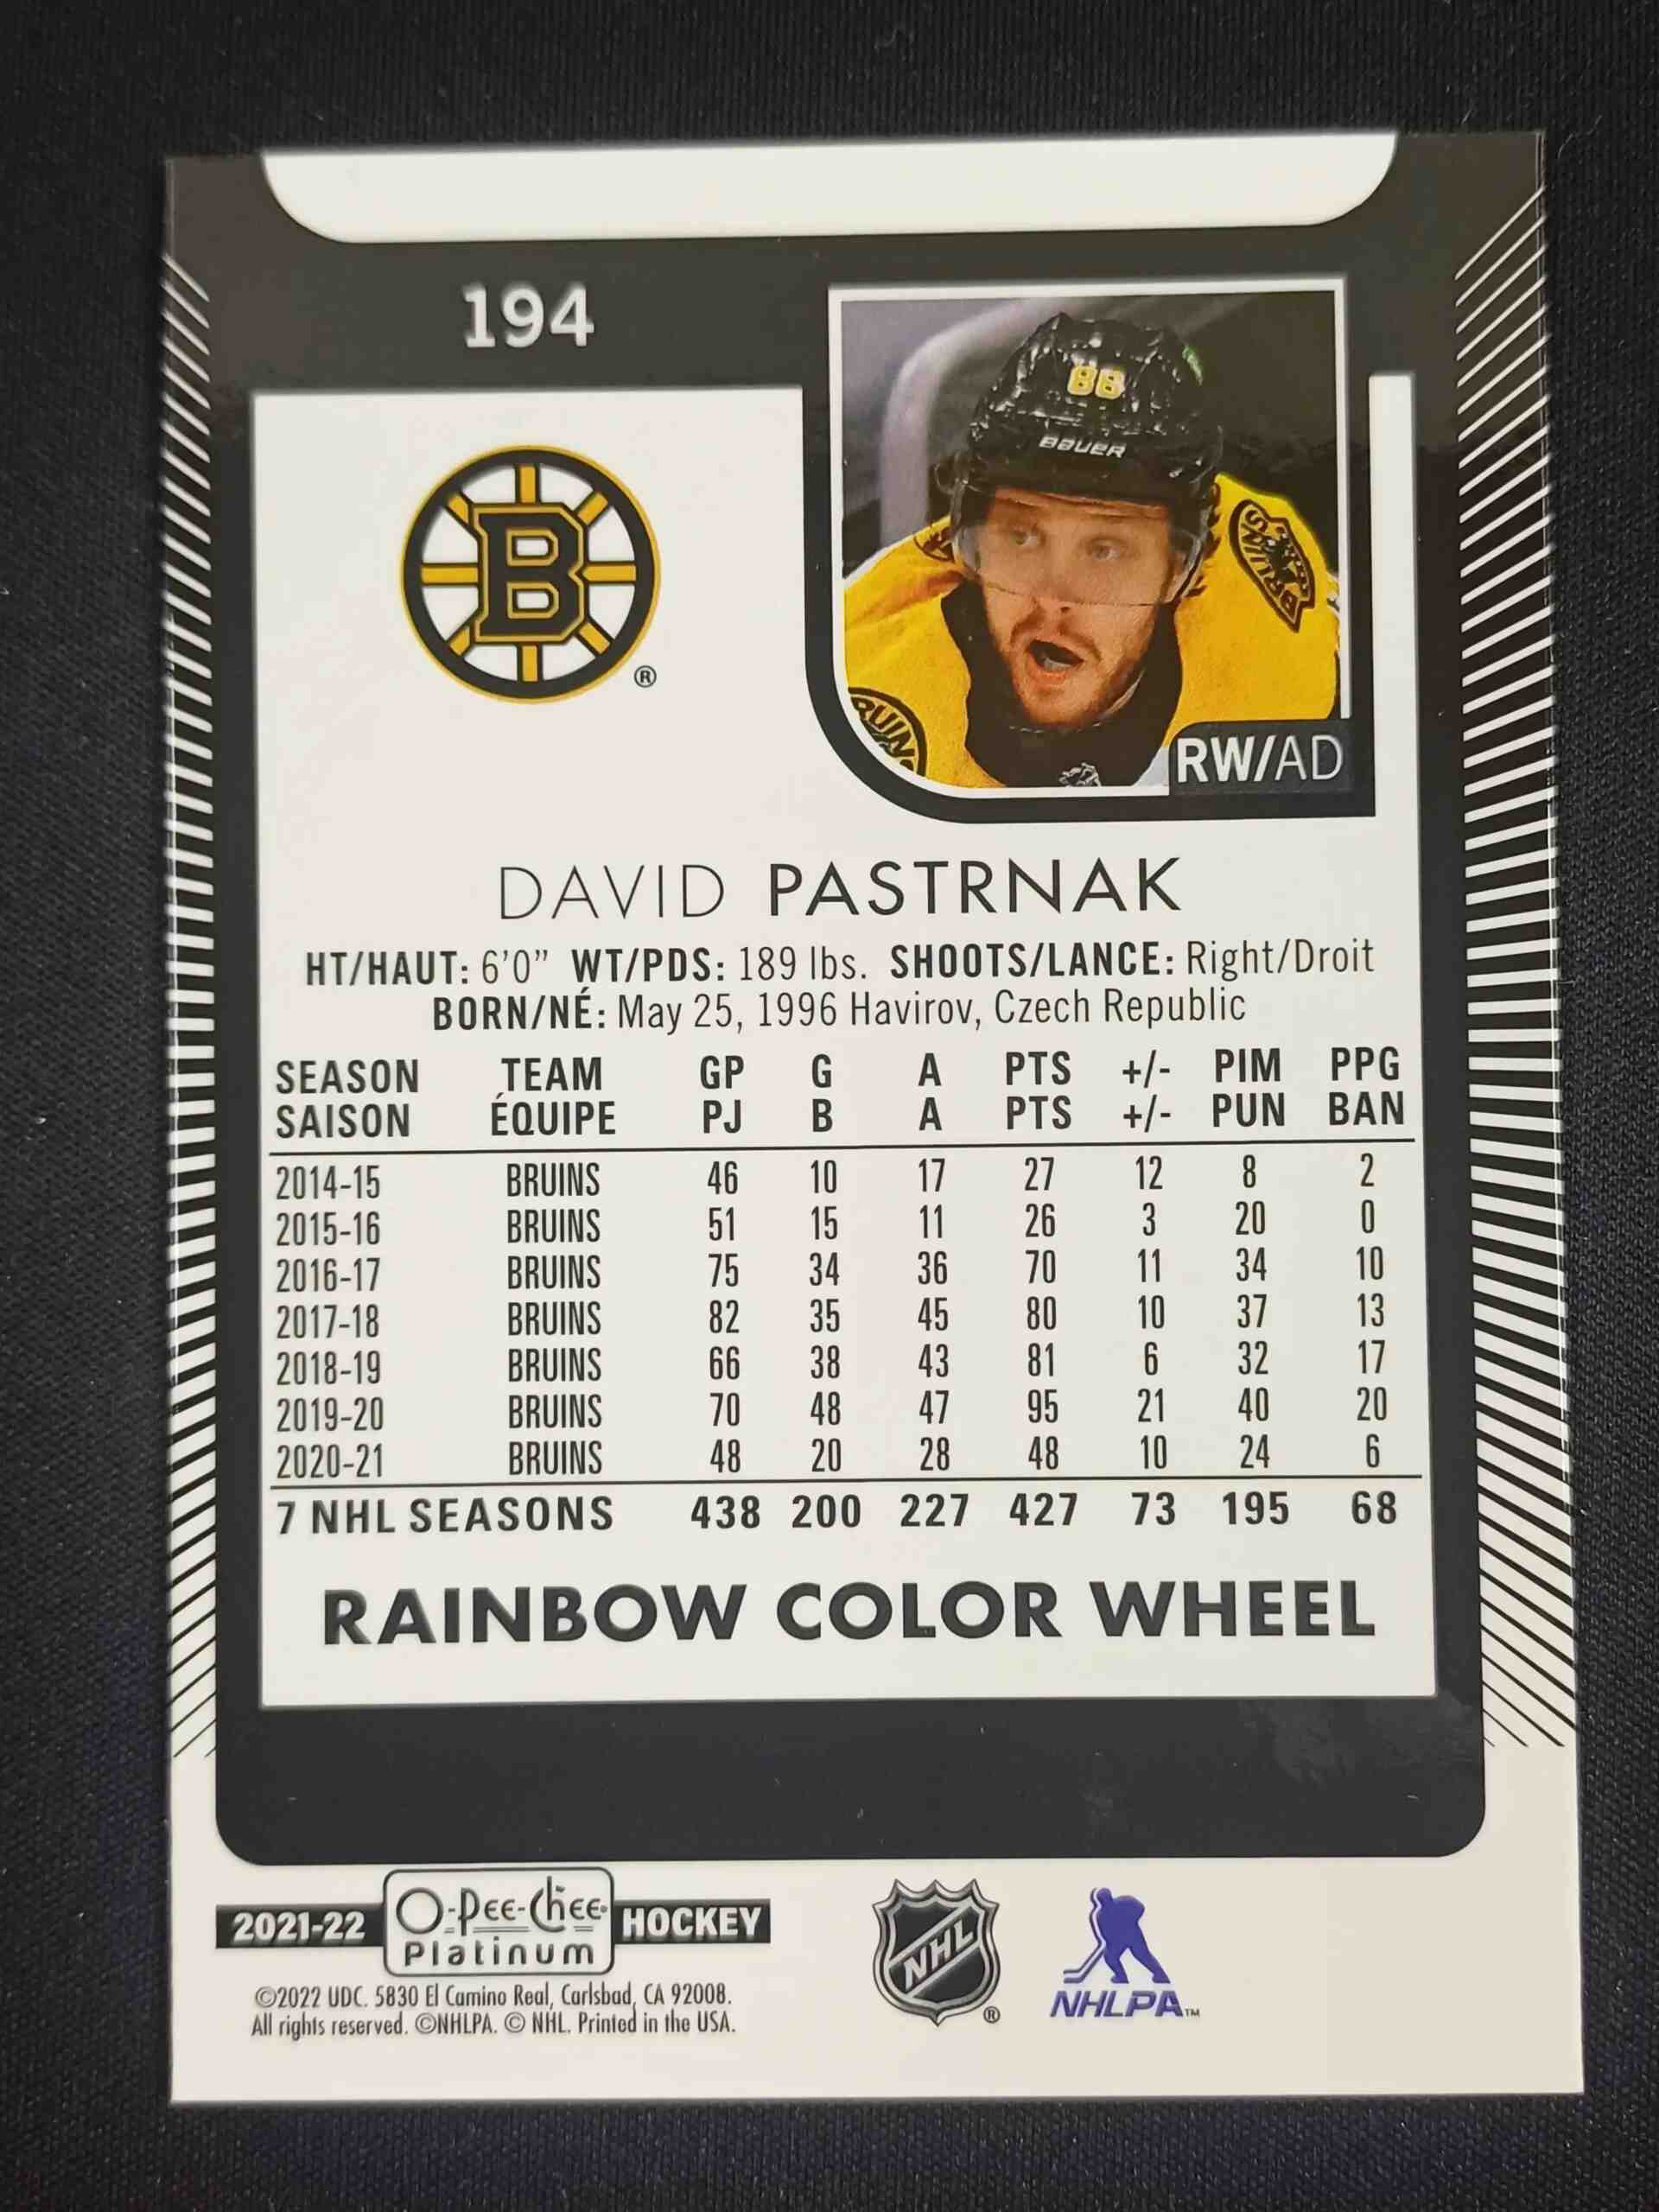 194
88
BAUER
BRUINS
BRUINS
B
®
RW/AD
DAVID PASTRNAK
HT/HAUT: 6'0" WT/PDS: 189 lbs. SHOOTS/LANCE: Right/Droit
BORN/NÉ: May 25, 1996 Havirov, Czech Republic
SEASON TEAM GP G A PTS +/- PIM PPG
SAISON ÉQUIPE PJ B A PTS +/- PUN BAN
2014-15 BRUINS 46 10 17 27 12 8 2
2015-16 BRUINS 51 15 11 26 3 20 0
2016-17 BRUINS 75 34 36 70 11 34 10
2017-18 BRUINS 82 35 45 80 10 37 13
2018-19 BRUINS 66 38 43 81 6 32 17
2019-20 BRUINS 70 48 47 95 21 40 20
2020-21 BRUINS 48 20 28 48 10 24 6
7 NHL SEASONS 438 200 227 427 73 195 68
RAINBOW COLOR WHEEL
2021-22 O-Pee-Chee Platinum HOCKEY
©2022 UDC. 5830 El Camino Real, Carlsbad, CA 92008.
All rights reserved. ©NHLPA. © NHL. Printed in the USA.
NHL ®
NHLPA™